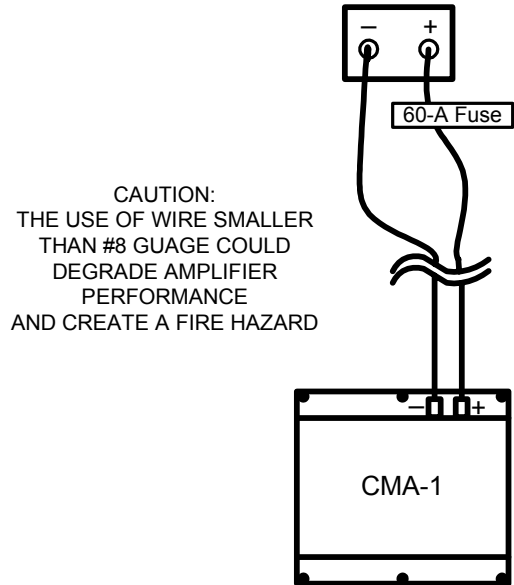 – +
60-A Fuse
CAUTION:
THE USE OF WIRE SMALLER
THAN #8 GUAGE COULD
DEGRADE AMPLIFIER
PERFORMANCE
AND CREATE A FIRE HAZARD
– +
CMA-1